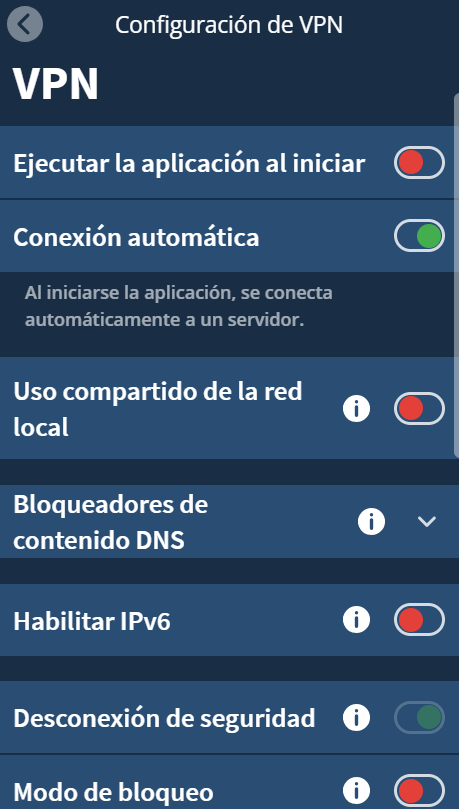 Configuración de VPN
VPN
Ejecutar la aplicación al iniciar
Conexión automática
Al iniciarse la aplicación, se conecta
automáticamente a un servidor.
Uso compartido de la red
local
Bloqueadores de
contenido DNS
Habilitar IPv6
Desconexión de seguridad
Modo de bloqueo